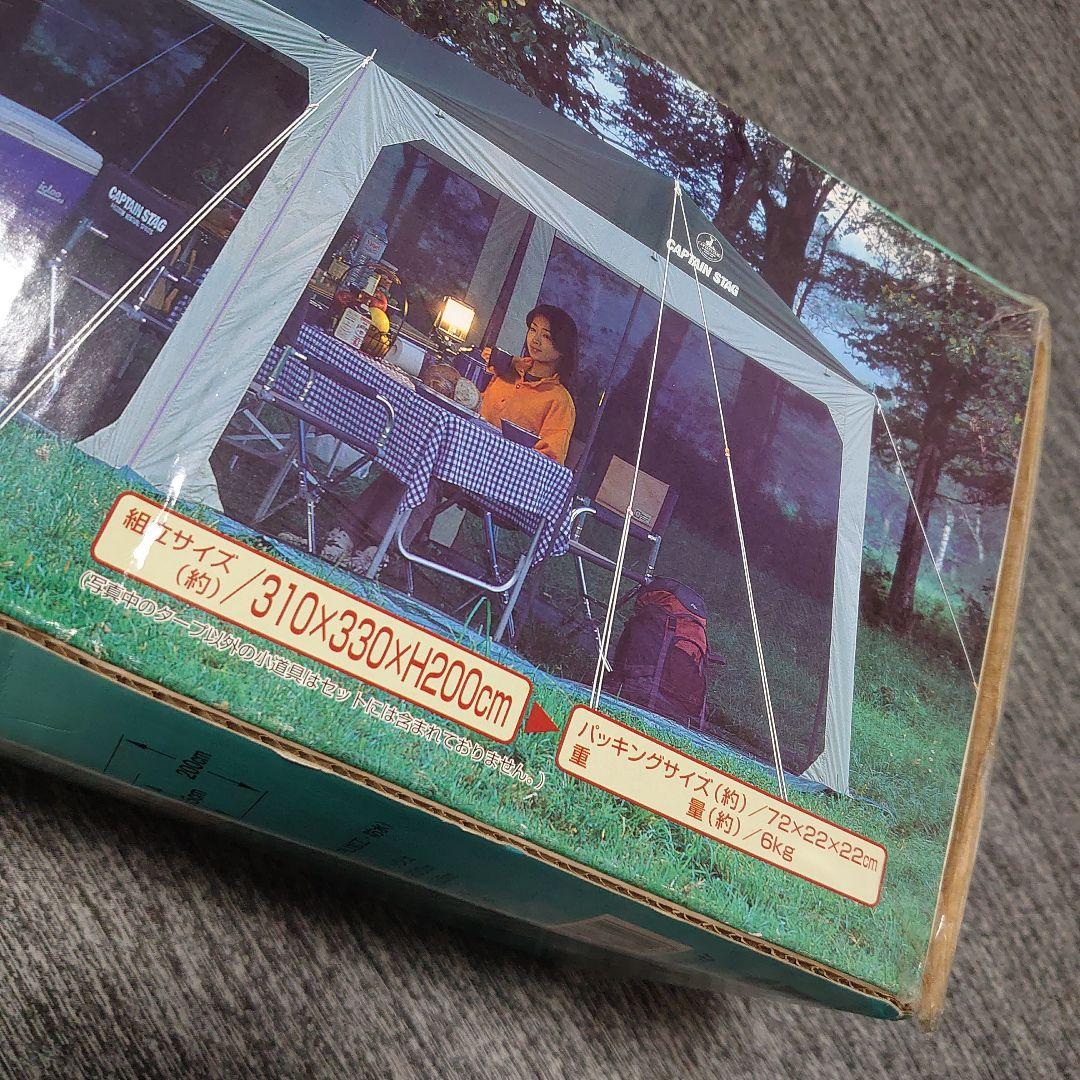 igloo
CAPTAIN STAG
CAPTAIN STAG
組立サイズ
(約)/310×330×H200cm
(写真中のタープ以外の小道具はセットには含まれておりません。)
パッキングサイズ(約)/72×22×22cm
重量(約)/6kg
200cm